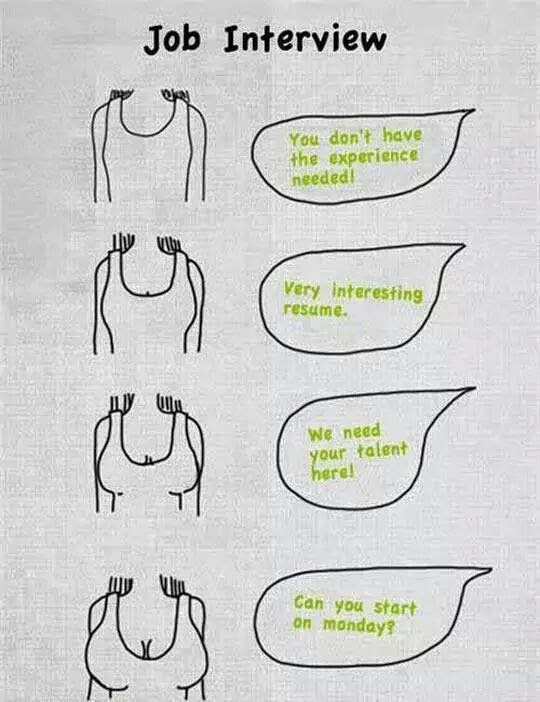 Job Interview
You don't have
the experience
needed!
Very interesting
resume.
We need
your talent
here!
Can you start
on monday?